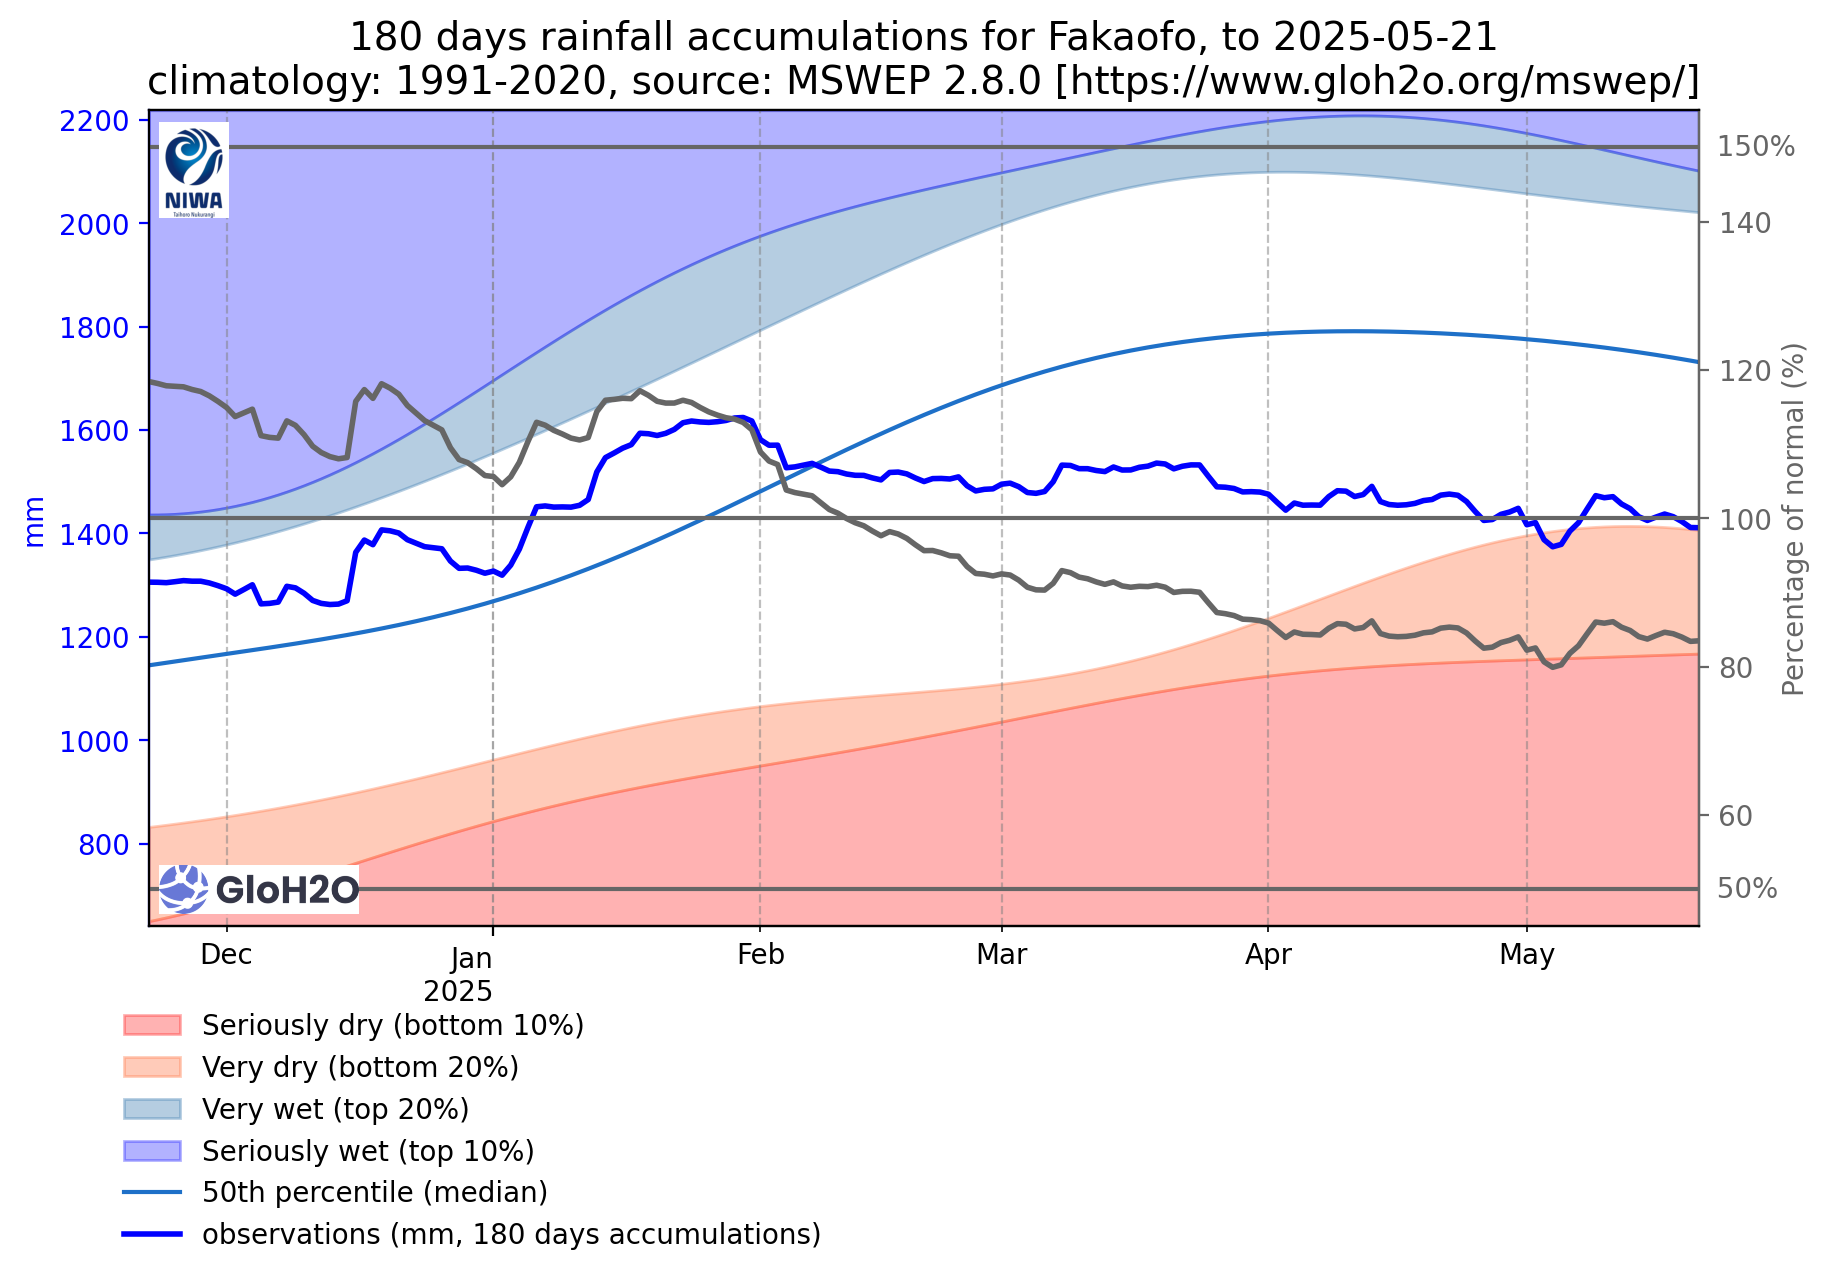 180 days rainfall accumulations for Fakaofo, to 2025-05-21
climatology: 1991-2020, source: MSWEP 2.8.0 [https://www.gloh2o.org/mswep/]
2200
2000
1800
1600
1400
1200
1000
800
mm
NIWA
Taihoro Nukurangi
GloH2O
150%
140
120
100
80
60
50%
Percentage of normal (%)
Dec
Jan
2025
Feb
Mar
Apr
May
Seriously dry (bottom 10%)
Very dry (bottom 20%)
Very wet (top 20%)
Seriously wet (top 10%)
50th percentile (median)
observations (mm, 180 days accumulations)